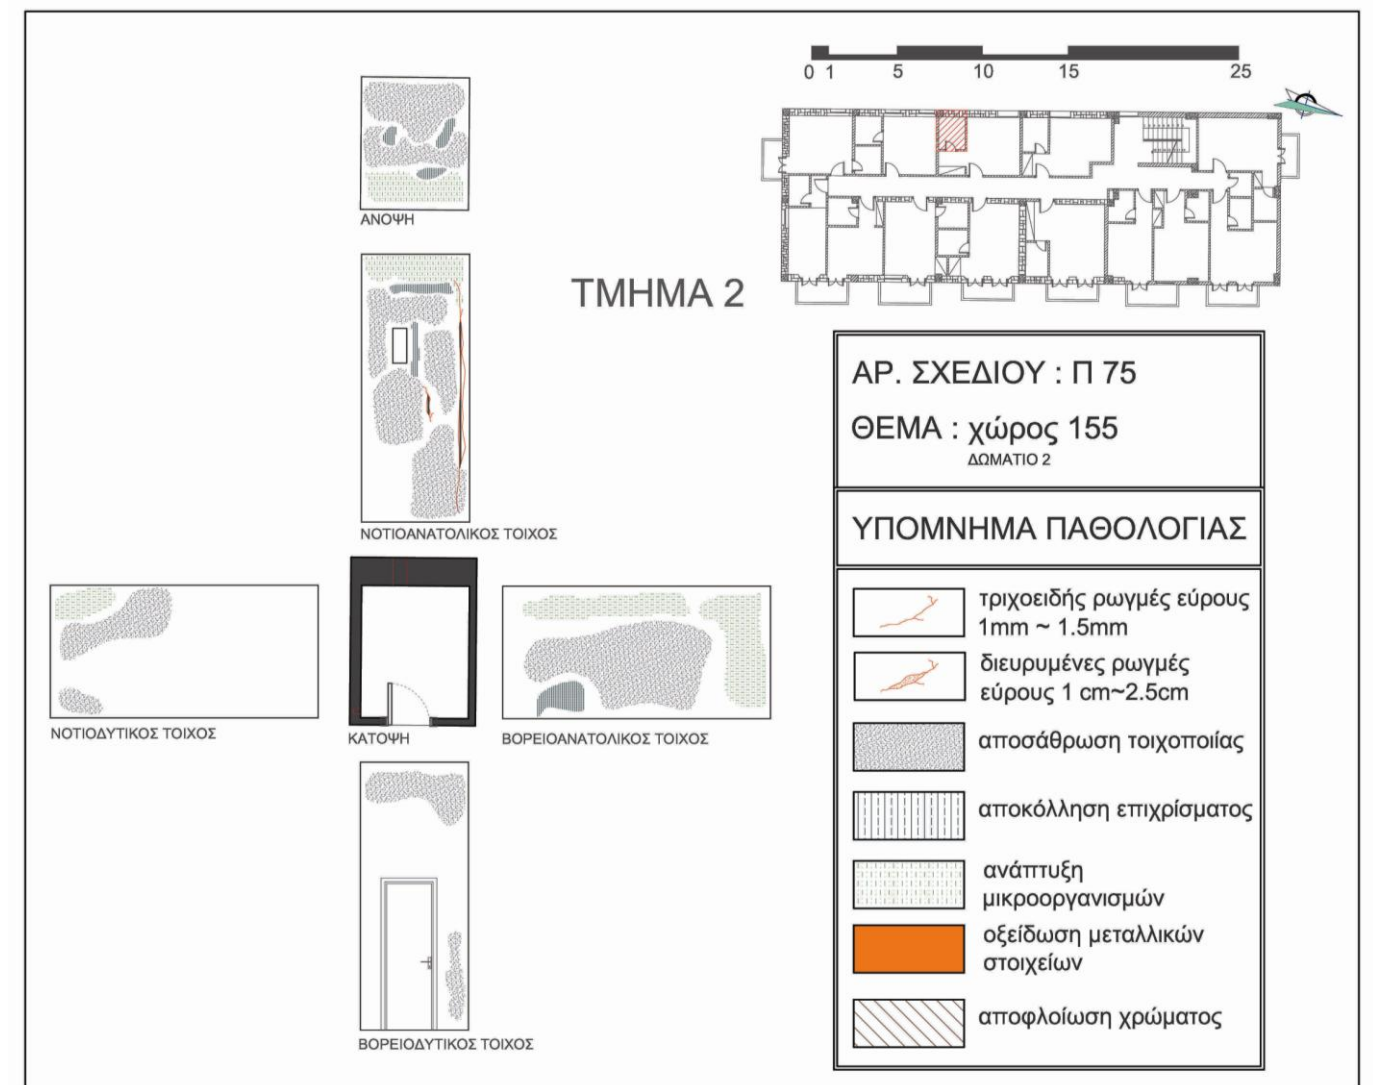 0 1 5 10 15 25
ΑΝΟΨΗ
ΤΜΗΜΑ 2
ΑΡ. ΣΧΕΔΙΟΥ : Π 75
ΘΕΜΑ : χώρος 155
ΔΩΜΑΤΙΟ 2
ΝΟΤΙΟΑΝΑΤΟΛΙΚΟΣ ΤΟΙΧΟΣ
ΝΟΤΙΟΔΥΤΙΚΟΣ ΤΟΙΧΟΣ
ΚΑΤΟΨΗ
ΒΟΡΕΙΟΑΝΑΤΟΛΙΚΟΣ ΤΟΙΧΟΣ
ΒΟΡΕΙΟΔΥΤΙΚΟΣ ΤΟΙΧΟΣ
ΥΠΟΜΝΗΜΑ ΠΑΘΟΛΟΓΙΑΣ
τριχοειδής ρωγμές εύρους
1mm ~ 1.5mm
διευρυμένες ρωγμές
εύρους 1 cm~2.5cm
αποσάθρωση τοιχοποιίας
αποκόλληση επιχρίσματος
ανάπτυξη
μικροοργανισμών
οξείδωση μεταλλικών
στοιχείων
αποφλοίωση χρώματος